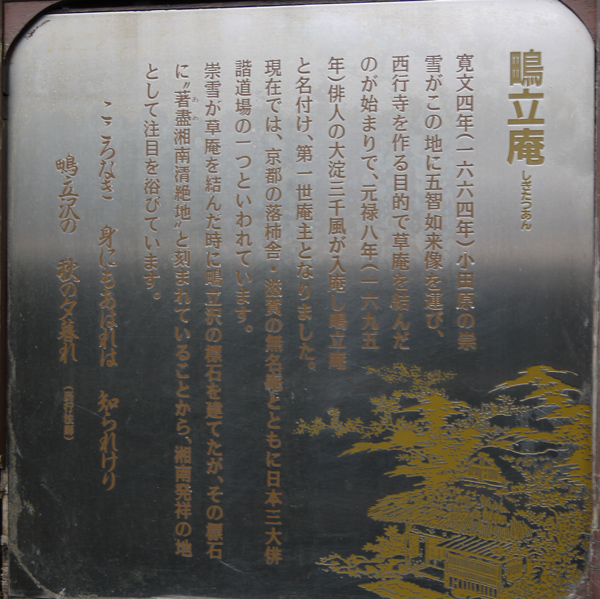 鴫立庵
しぎたつあん
寛文四年(一六六四年)小田原の崇
雪がこの地に五智如来像を運び、
西行寺を作る目的で草庵を結んだ
のが始まりで、元禄八年(一六九五
年)俳人の大淀三千風が入庵し鴫立庵
と名付け、第一世庵主となりました。
現在では、京都の落柿舎・滋賀の無名庵とともに日本三大俳
諧道場の一つといわれています。
崇雪が草庵を結んだ時に鴫立沢の標石を建てたが、その標石
に〝著盡湘南清絶地〟と刻まれていることから、湘南発祥の地
として注目を浴びています。
こころなき 身にもあはれは 知られけり
鴫立沢の 秋の夕暮れ
(西行法師)